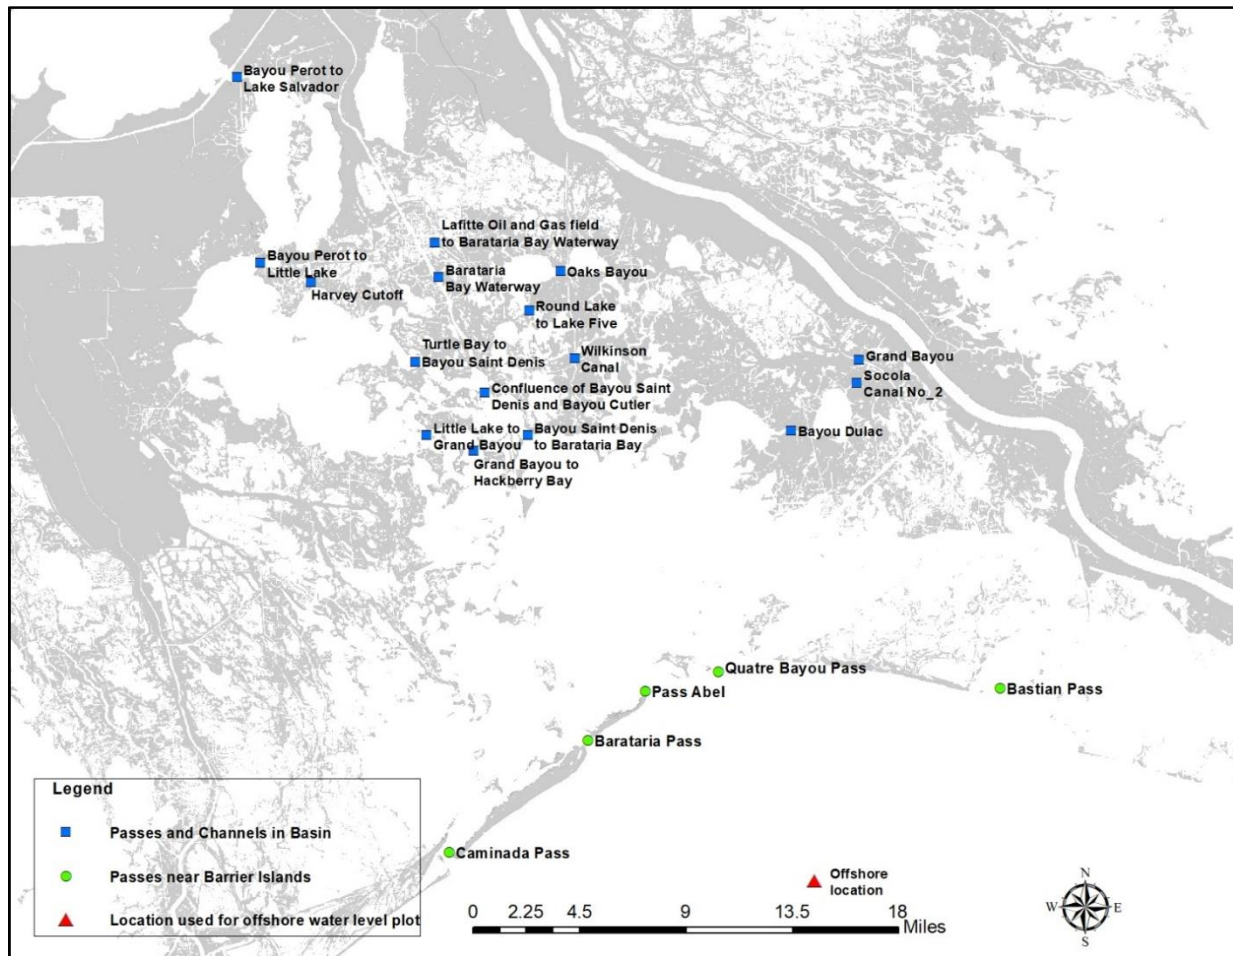 Bayou Perot to
Lake Salvador
Lafitte Oil and Gas field
to Barataria Bay Waterway
Bayou Perot to
Little Lake
Harvey Cutoff
Barataria
Bay Waterway
Oaks Bayou
Round Lake
to Lake Five
Turtle Bay to
Bayou Saint Denis
Wilkinson
Canal
Grand Bayou
Socola
Canal No_2
Confluence of Bayou Saint
Denis and Bayou Cutler
Little Lake to
Grand Bayou
Bayou Saint Denis
to Barataria Bay
Bayou Dulac
Grand Bayou to
Hackberry Bay
Quatre Bayou Pass
Pass Abel
Bastian Pass
Barataria Pass
Caminada Pass
Legend
Passes and Channels in Basin
Passes near Barrier Islands
Location used for offshore water level plot
Offshore
location
0 2.25 4.5 9 13.5 18
Miles
N
W E
S